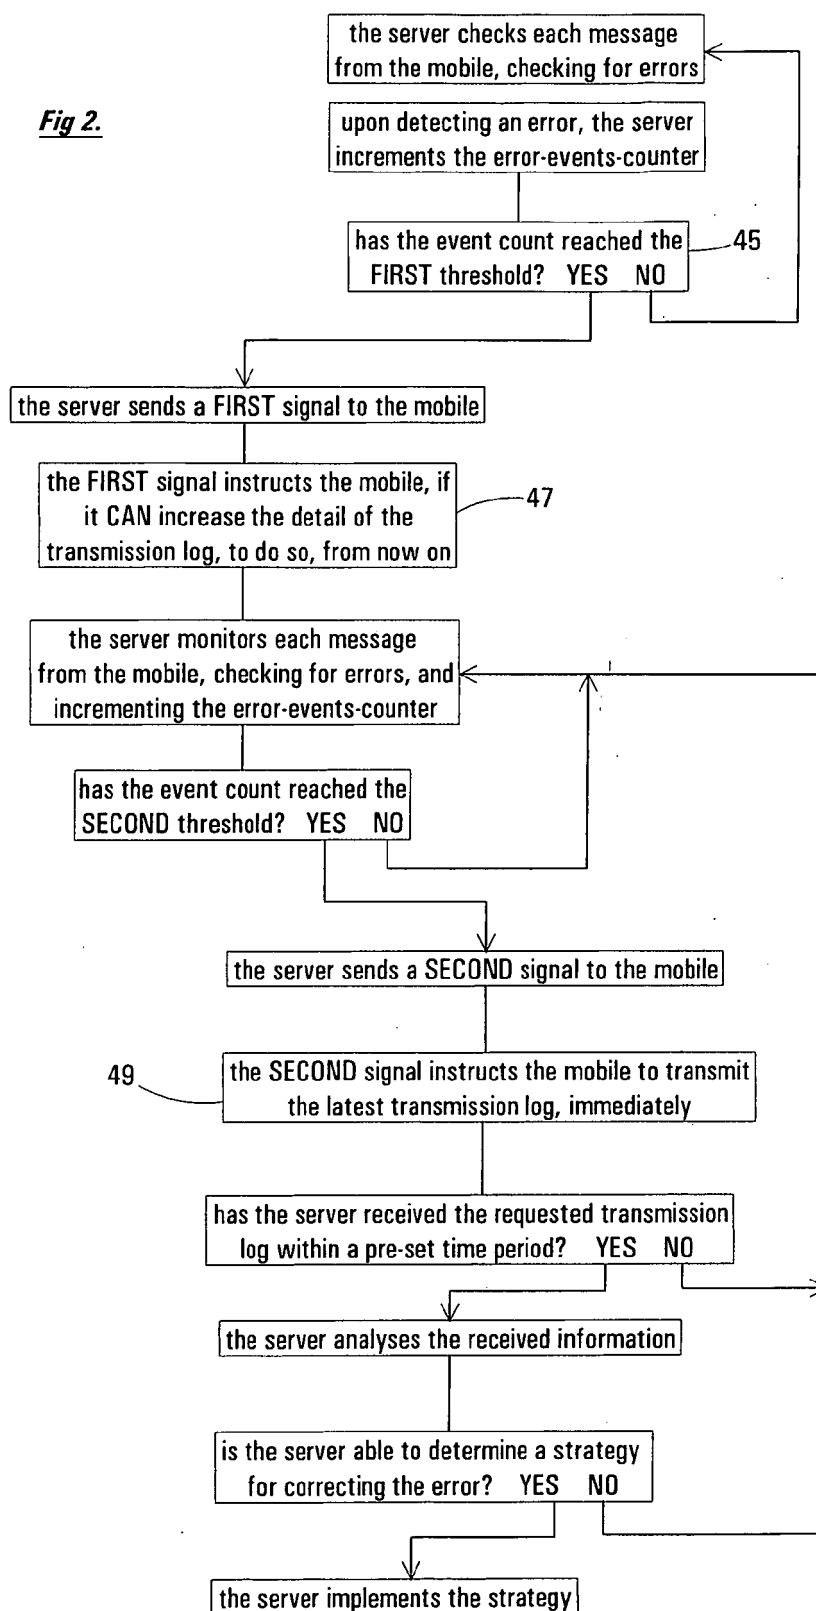 the server checks each message
from the mobile, checking for errors
Fig 2.
upon detecting an error, the server
increments the error-events-counter
has the event count reached the
FIRST threshold? YES NO
45
the server sends a FIRST signal to the mobile
the FIRST signal instructs the mobile, if
it CAN increase the detail of the
transmission log, to do so, from now on
47
the server monitors each message
from the mobile, checking for errors, and
incrementing the error-events-counter
has the event count reached the
SECOND threshold? YES NO
the server sends a SECOND signal to the mobile
49
the SECOND signal instructs the mobile to transmit
the latest transmission log, immediately
has the server received the requested transmission
log within a pre-set time period? YES NO
the server analyses the received information
is the server able to determine a strategy
for correcting the error? YES NO
the server implements the strategy